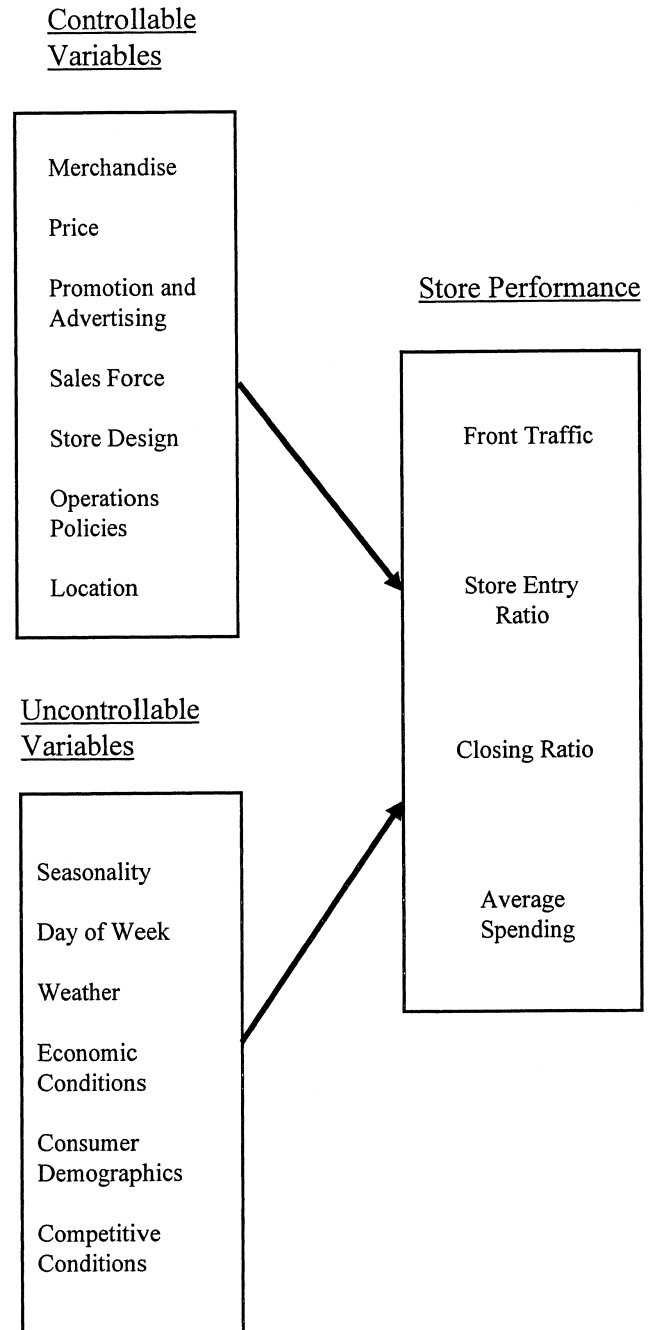 Controllable
Variables
Merchandise
Price
Promotion and
Advertising
Sales Force
Store Design
Operations
Policies
Location
Store Performance
Front Traffic
Store Entry
Ratio
Closing Ratio
Average
Spending
Uncontrollable
Variables
Seasonality
Day of Week
Weather
Economic
Conditions
Consumer
Demographics
Competitive
Conditions